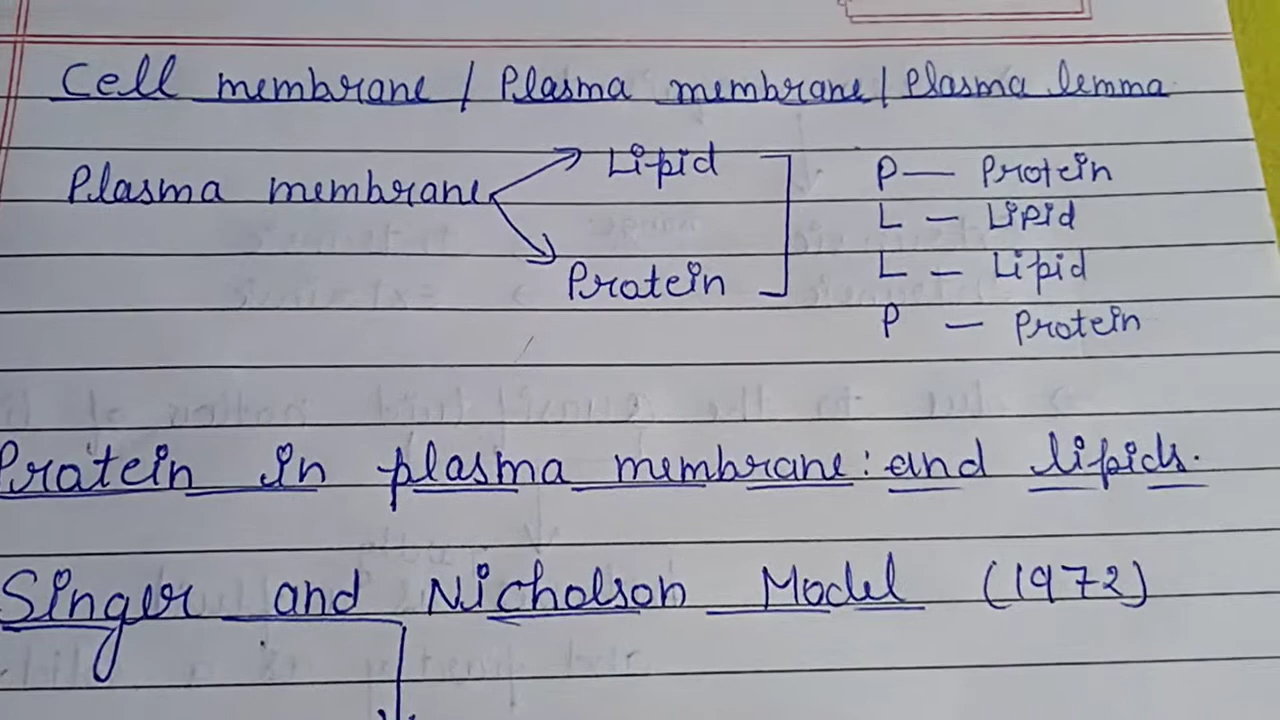 Cell membrane / Plasma membrane / Plasma lemma
Plasma membrane
Lipid
Protein
P — Protein
L — Lipid
L — Lipid
P — Protein
Protein in plasma membrane : and lipids.
Singer and Nicholson Model (1972)